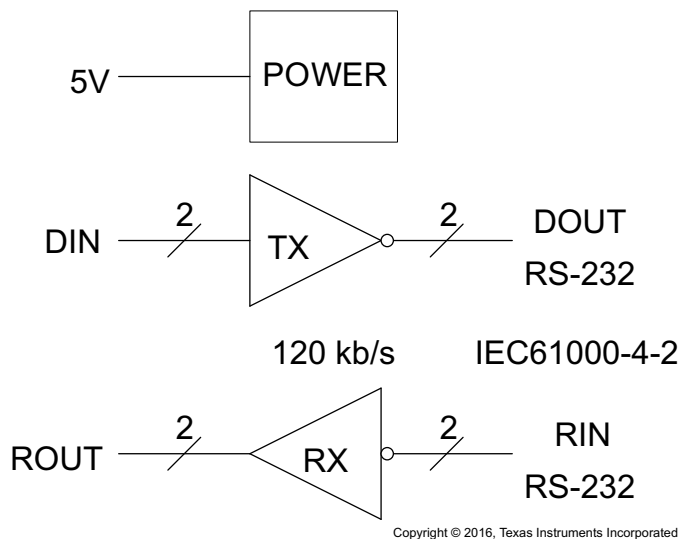 5V POWER
2 2 DOUT
DIN TX
RS-232
120 kb/s IEC61000-4-2
2 2 RIN
ROUT RX
RS-232
Copyright © 2016, Texas Instruments Incorporated